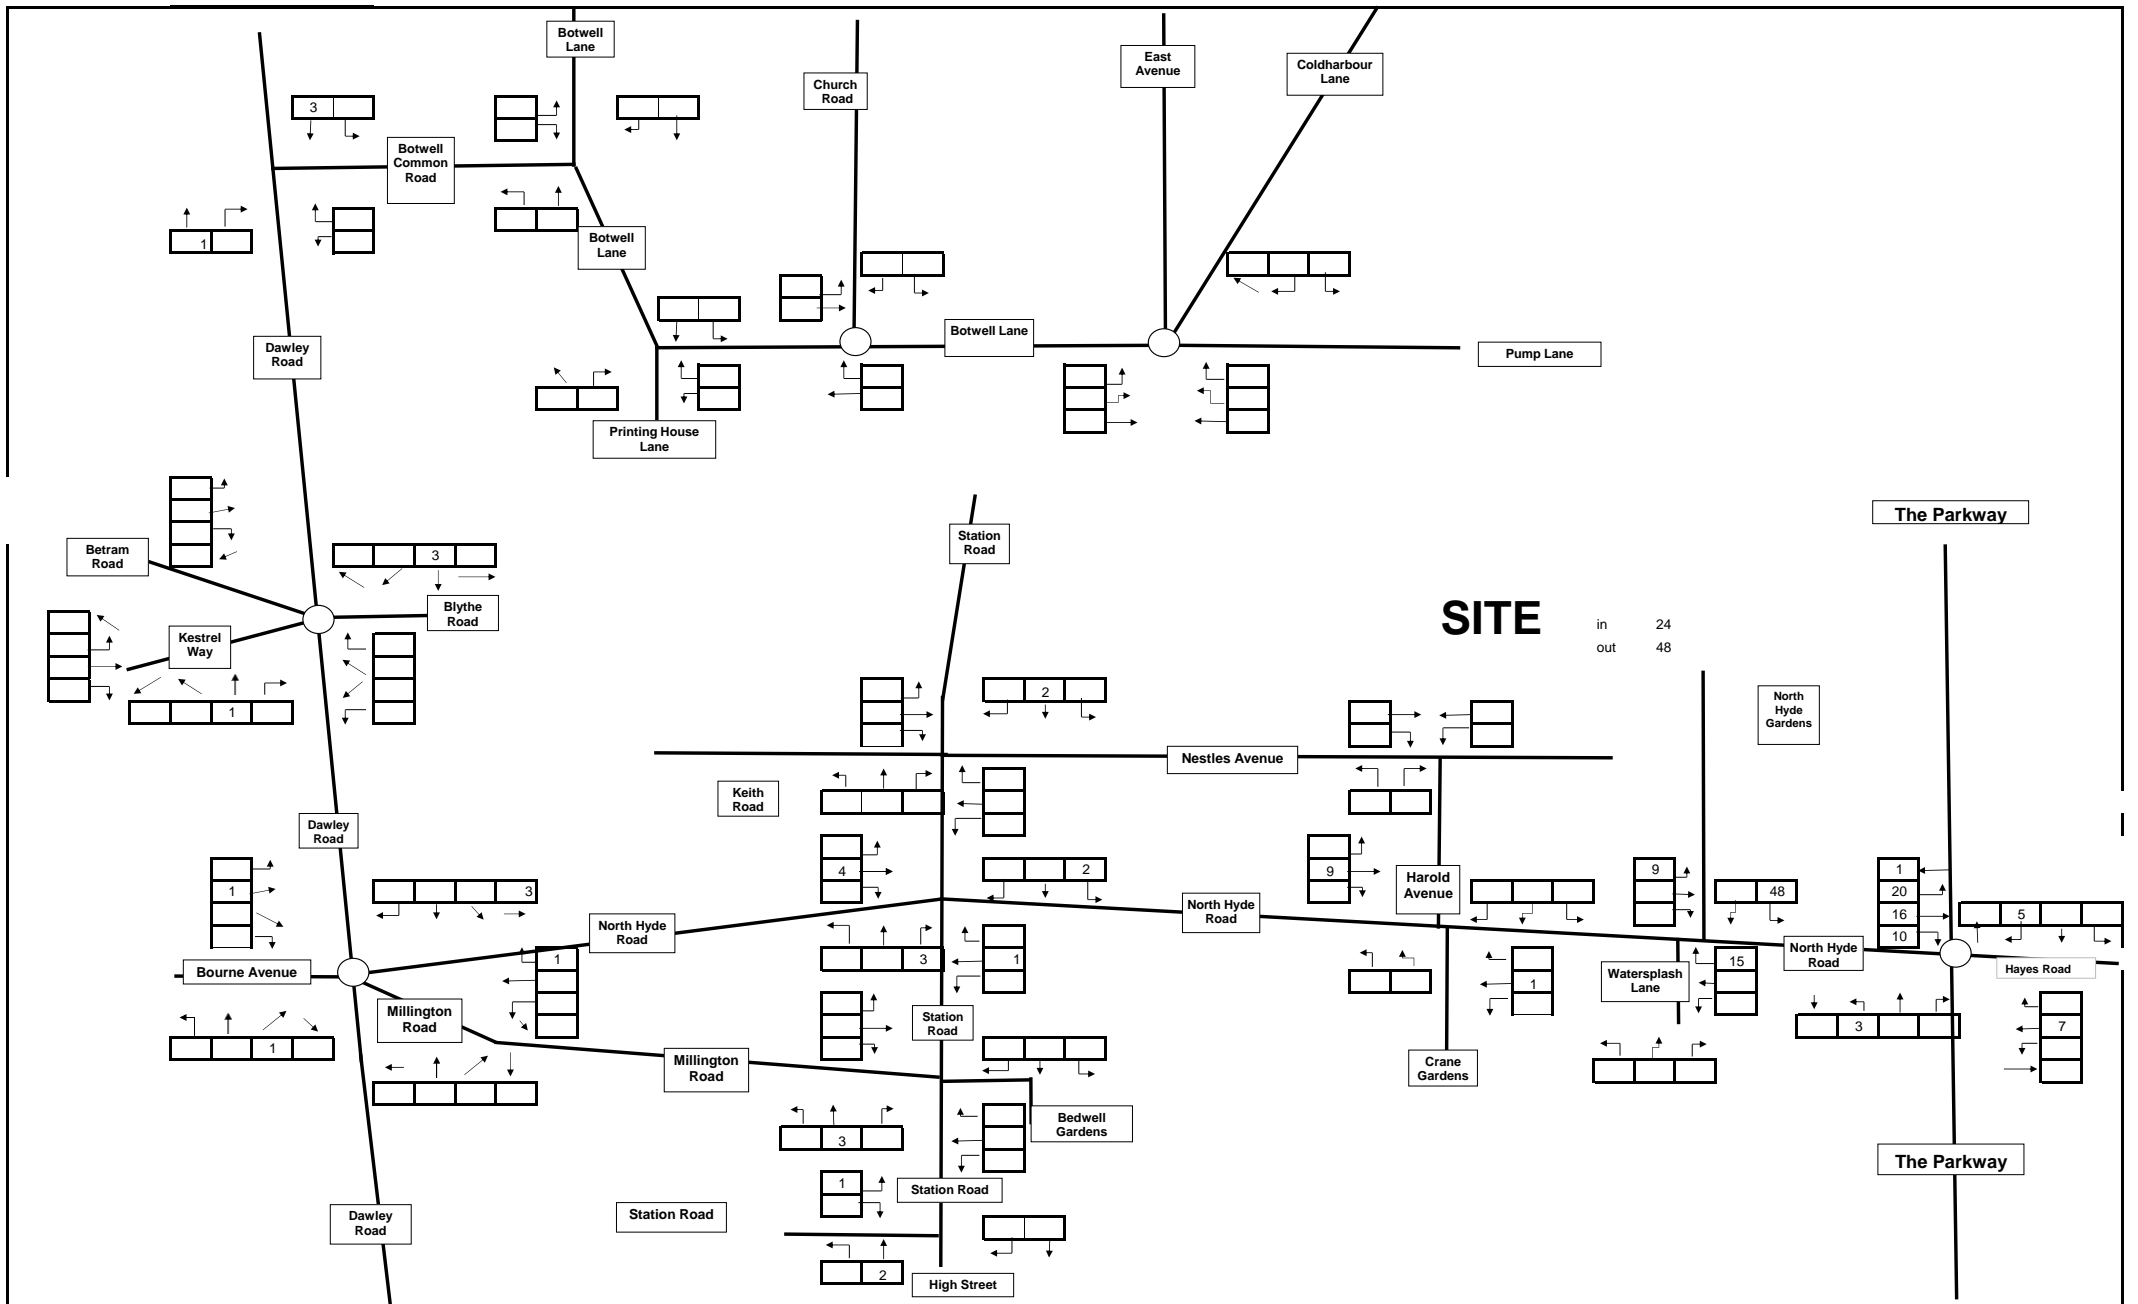 Botwell
Lane
East
Avenue
Coldharbour
Lane
Church
Road
3
Botwell
Common
Road
1
Botwell
Lane
Botwell Lane
Dawley
Road
Pump Lane
Printing House
Lane
The Parkway
Station
Road
Betram
Road
3
Blythe
Road
SITE
in 24
out 48
Kestrel
Way
1
2
North
Hyde
Gardens
Nestles Avenue
Keith
Road
Dawley
Road
1
3
4
2
9
Harold
Avenue
9
48
1
20
16
10
5
North Hyde
Road
North Hyde
Road
North Hyde
Road
Hayes Road
Bourne Avenue
1
3
1
1
Watersplash
Lane
15
Millington
Road
Station
Road
3
7
1
Millington
Road
Crane
Gardens
3
Bedwell
Gardens
The Parkway
1
Station Road
Dawley
Road
Station Road
2
High Street